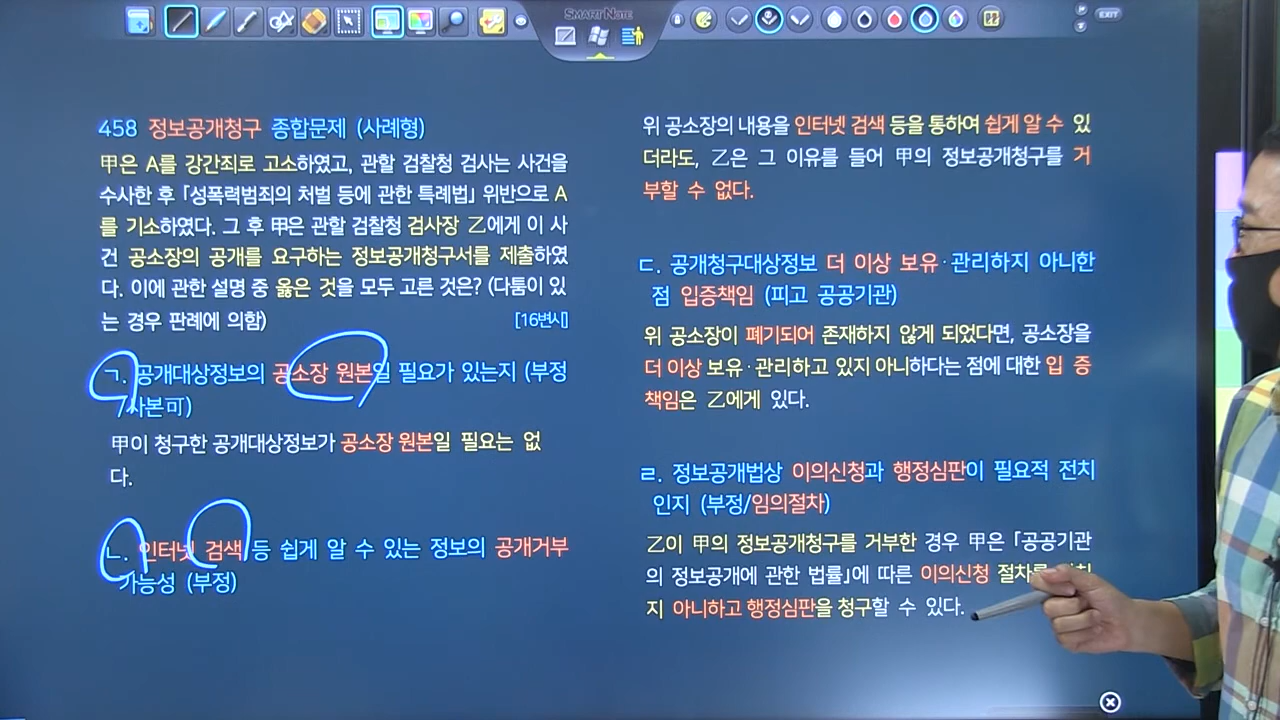 SMARTNOTE
EXIT
458 정보공개청구 종합문제 (사례형)
甲은 A를 강간죄로 고소하였고, 관할 검찰청 검사는 사건을
수사한 후 「성폭력범죄의 처벌 등에 관한 특례법」 위반으로 A
를 기소하였다. 그 후 甲은 관할 검찰청 검사장 乙에게 이 사
건 공소장의 공개를 요구하는 정보공개청구서를 제출하였
다. 이에 관한 설명 중 옳은 것을 모두 고른 것은? (다툼이 있
는 경우 판례에 의함)
[16변시]
ㄱ. 공개대상정보의 공소장 원본일 필요가 있는지 (부정
/사본可)
甲이 청구한 공개대상정보가 공소장 원본일 필요는 없
다.
ㄴ. 인터넷 검색 등 쉽게 알 수 있는 정보의 공개거부
가능성 (부정)
위 공소장의 내용을 인터넷 검색 등을 통하여 쉽게 알 수 있
더라도, 乙은 그 이유를 들어 甲의 정보공개청구를 거
부할 수 없다.
ㄷ. 공개청구대상정보 더 이상 보유·관리하지 아니한
점 입증책임 (피고 공공기관)
위 공소장이 폐기되어 존재하지 않게 되었다면, 공소장을
더 이상 보유·관리하고 있지 아니하다는 점에 대한 입 증
책임은 乙에게 있다.
ㄹ. 정보공개법상 이의신청과 행정심판이 필요적 전치
인지 (부정/임의절차)
乙이 甲의 정보공개청구를 거부한 경우 甲은 「공공기관
의 정보공개에 관한 법률」에 따른 이의신청 절차를
지 아니하고 행정심판을 청구할 수 있다.